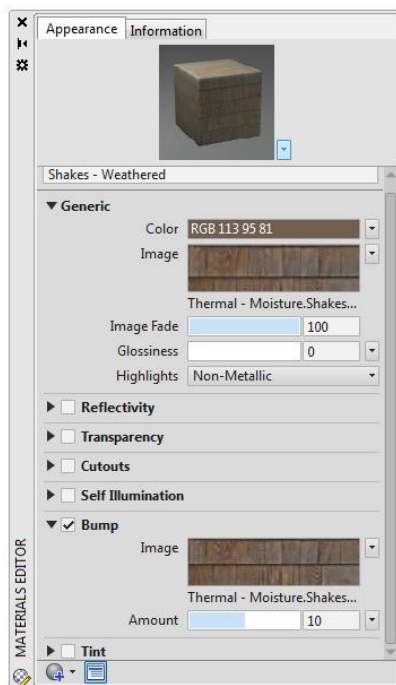 Appearance Information
Shakes - Weathered
Generic
Color RGB 113 95 81
Image
Thermal - Moisture.Shakes...
Image Fade 100
Glossiness 0
Highlights Non-Metallic
Reflectivity
Transparency
Cutouts
Self Illumination
Bump
Image
Thermal - Moisture.Shakes...
Amount 10
Tint
MATERIALS EDITOR